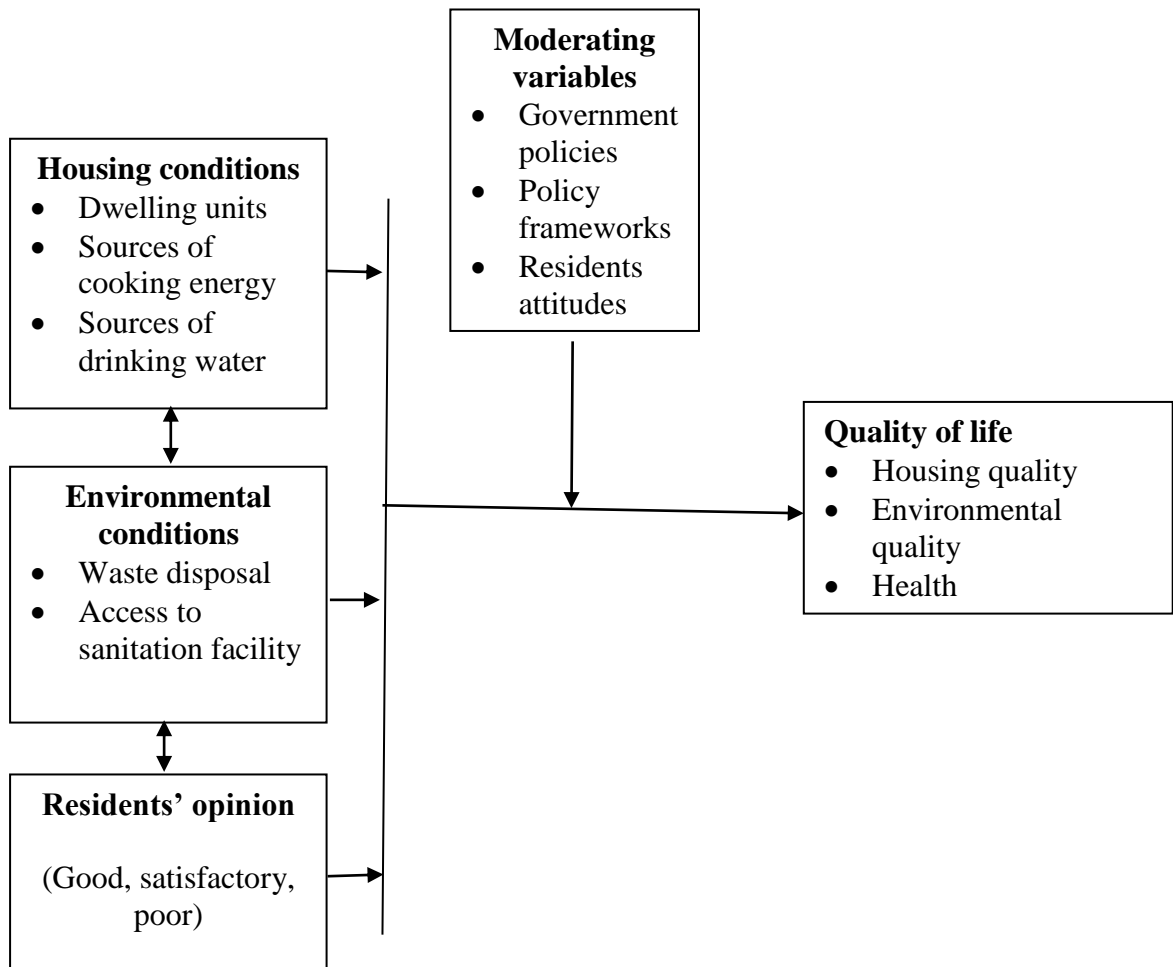 Moderating
variables
• Government
policies
• Policy
frameworks
• Residents
attitudes
Housing conditions
• Dwelling units
• Sources of
cooking energy
• Sources of
drinking water
Environmental
conditions
• Waste disposal
• Access to
sanitation facility
Residents’ opinion
(Good, satisfactory,
poor)
Quality of life
• Housing quality
• Environmental
quality
• Health